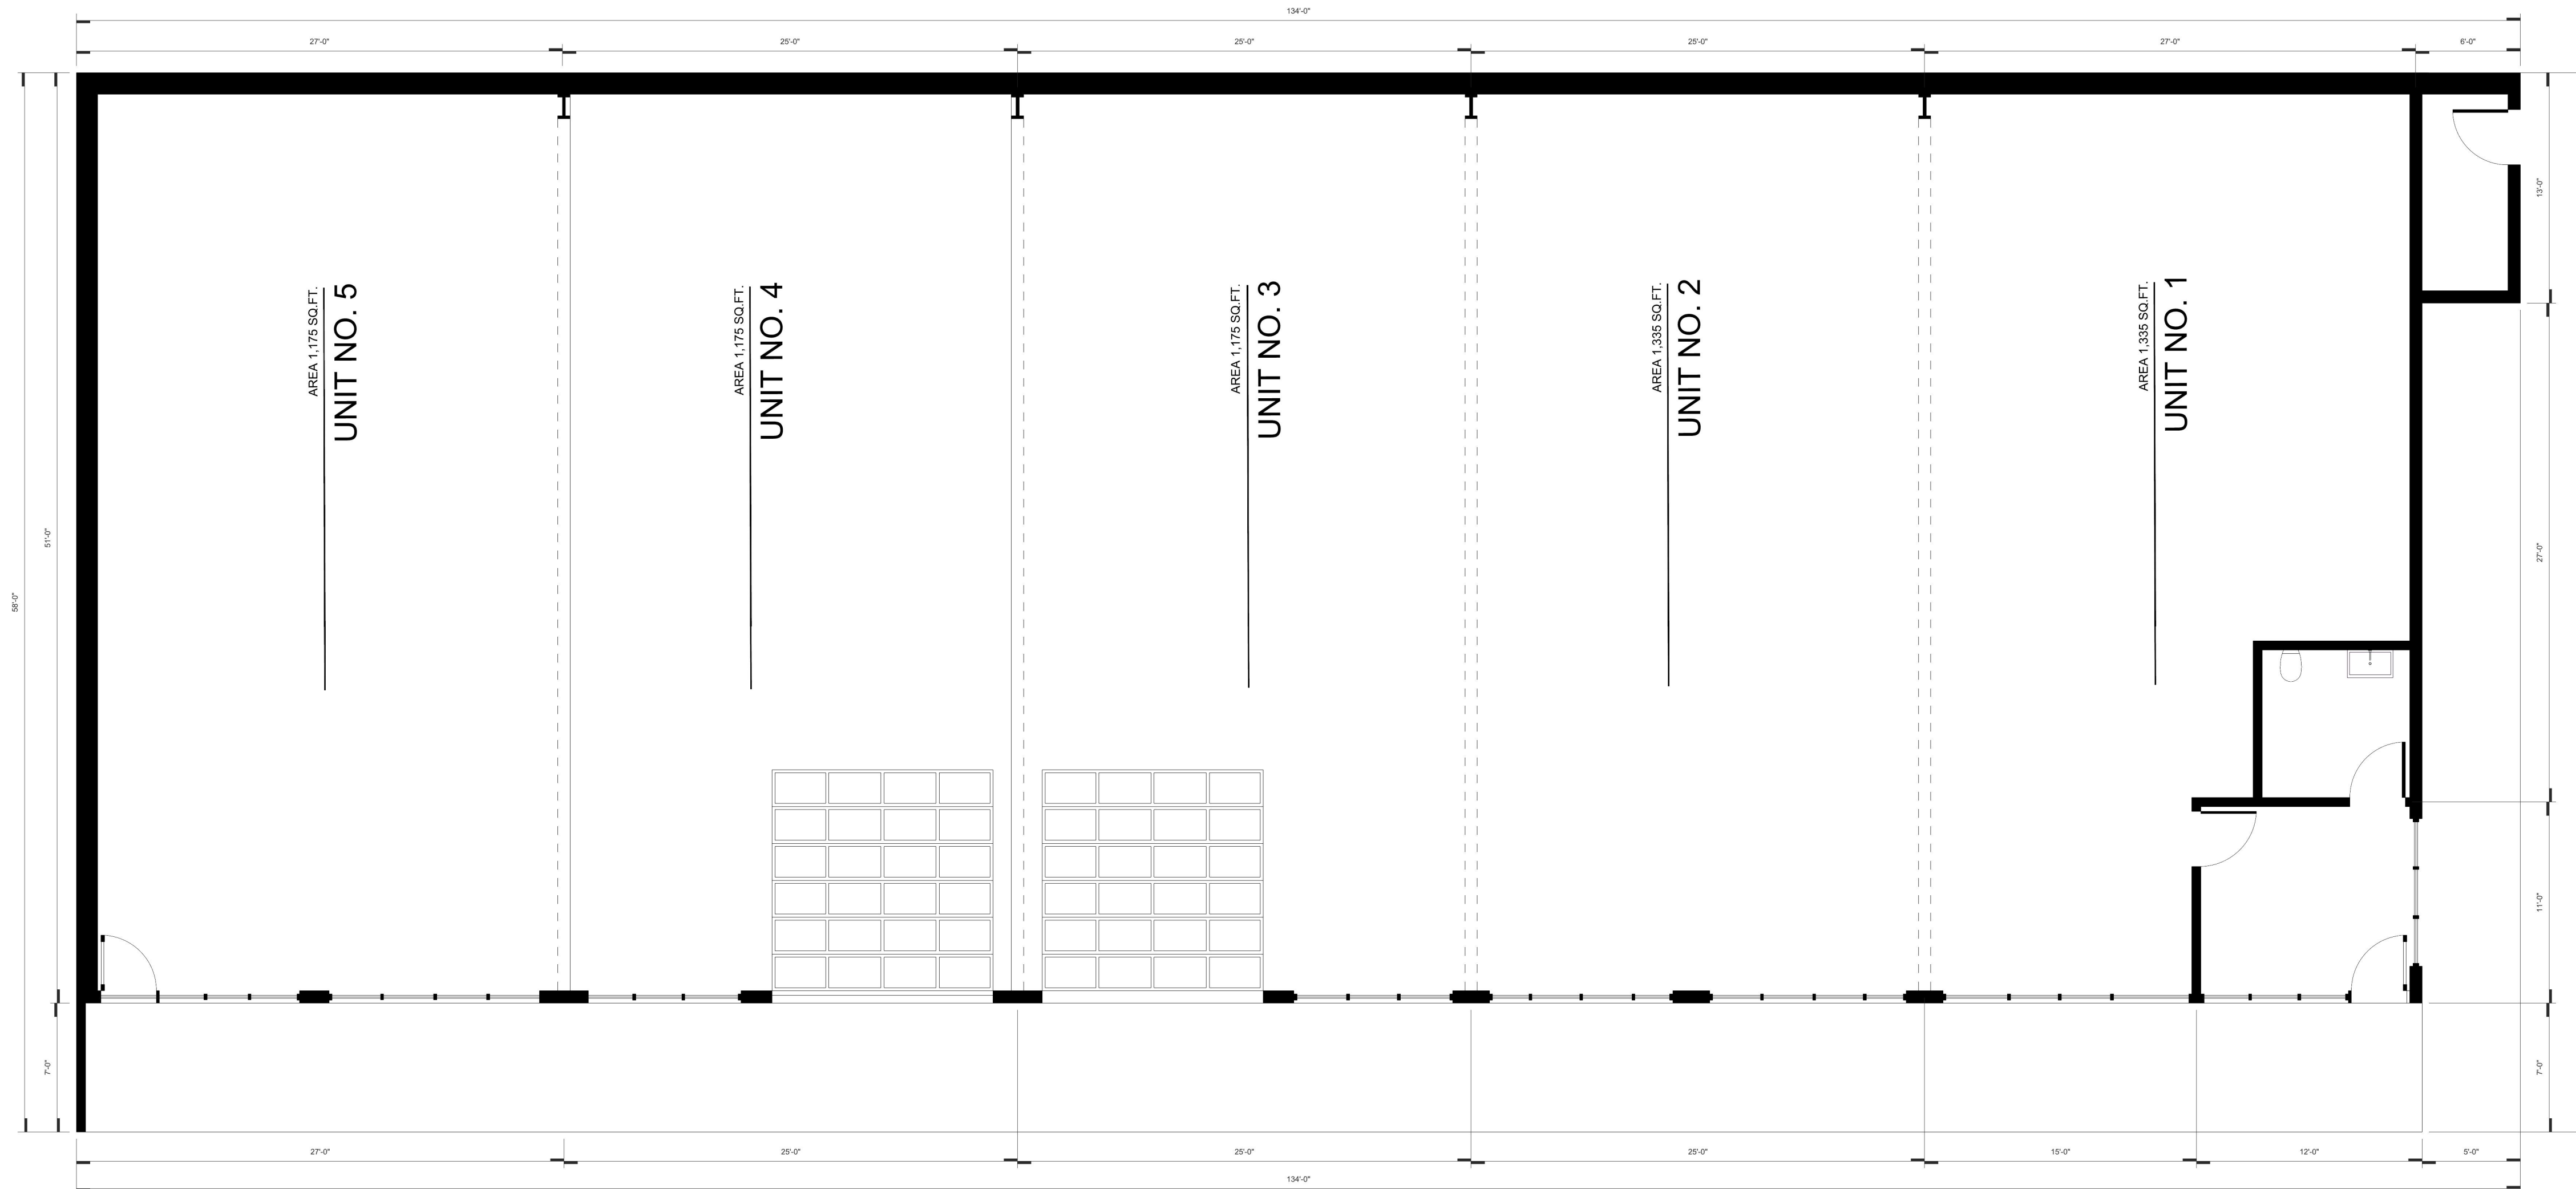 134'-0"
27'-0"
25'-0"
25'-0"
25'-0"
27'-0"
6'-0"
58'-0"
51'-0"
7'-0"
AREA 1,175 SQ.FT.
UNIT NO. 5
AREA 1,175 SQ.FT.
UNIT NO. 4
AREA 1,175 SQ.FT.
UNIT NO. 3
AREA 1,335 SQ.FT.
UNIT NO. 2
AREA 1,335 SQ.FT.
UNIT NO. 1
13'-0"
27'-0"
11'-0"
7'-0"
27'-0"
25'-0"
25'-0"
25'-0"
15'-0"
12'-0"
5'-0"
134'-0"